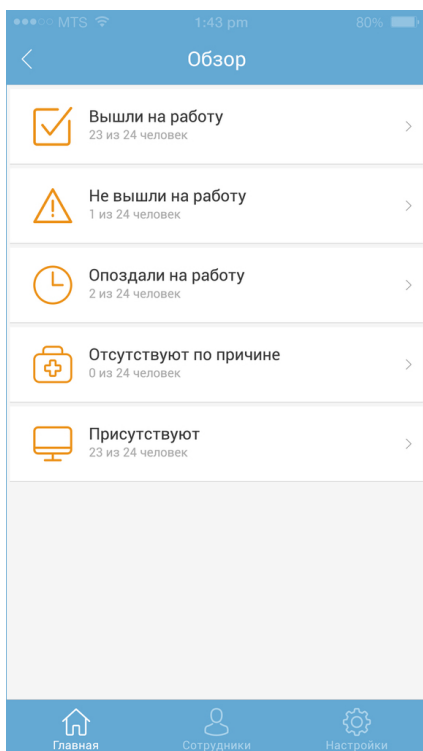 MTS 1:43 pm 80%
Обзор
Вышли на работу
23 из 24 человек
Не вышли на работу
1 из 24 человек
Опоздали на работу
2 из 24 человек
Отсутствуют по причине
0 из 24 человек
Присутствуют
23 из 24 человек
Главная Сотрудники Настройки